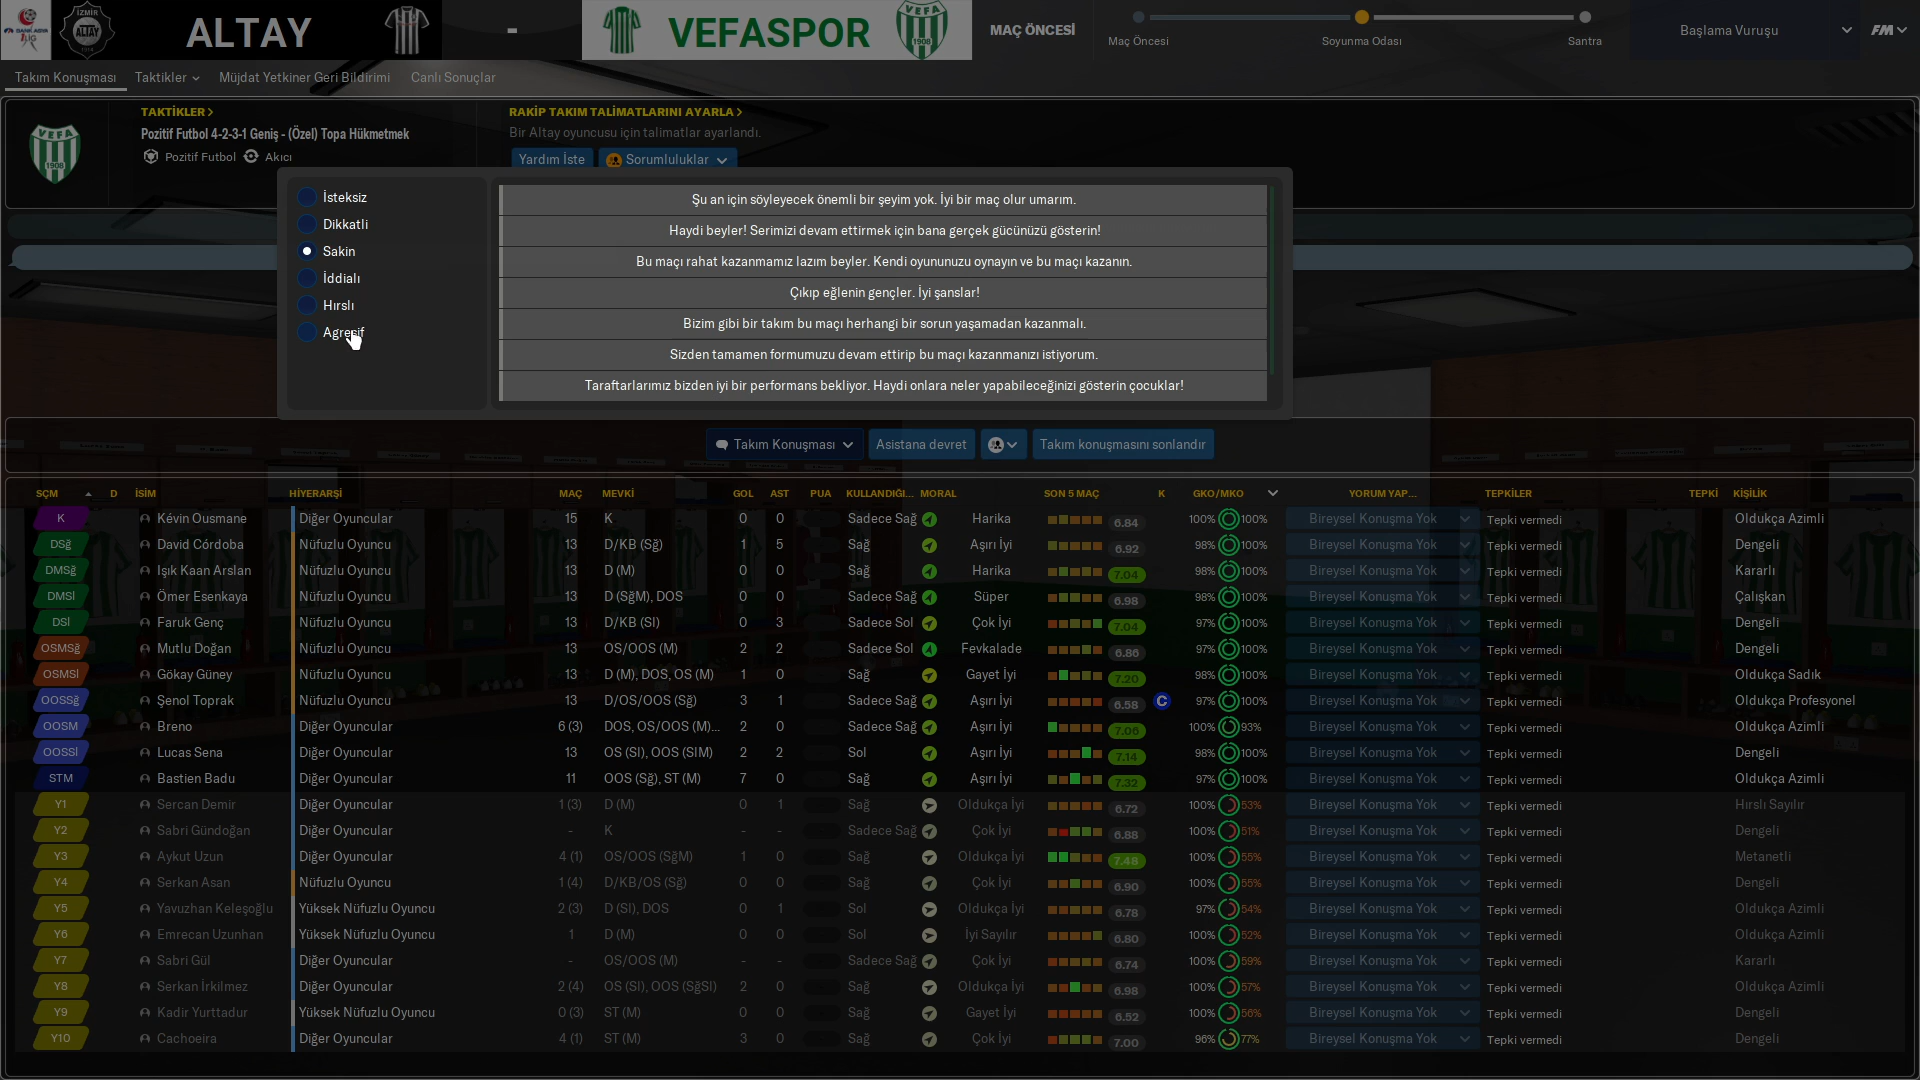 ALTAY
-
VEFASPOR
MAÇ ÖNCESİ
Maç Öncesi
Soyunma Odası
Santra
Başlama Vuruşu
FM
Takım Konuşması
Taktikler
Müjdat Yetkiner Geri Bildirimi
Canlı Sonuçlar
TAKTİKLER
Pozitif Futbol 4-2-3-1 Geniş - (Özel) Topa Hükmetmek
Pozitif Futbol
Akıcı
RAKİP TAKIM TALİMATLARINI AYARLA
Bir Altay oyuncusu için talimatlar ayarlandı.
Yardım İste
Sorumluluklar
İsteksiz
Dikkatli
Sakin
İddialı
Hırslı
Agresif
Şu an için söyleyecek önemli bir şeyim yok. İyi bir maç olur umarım.
Haydi beyler! Serimizi devam ettirmek için bana gerçek gücünüzü gösterin!
Bu maçı rahat kazanmamız lazım beyler. Kendi oyununuzu oynayın ve bu maçı kazanın.
Çıkıp eğlenin gençler. İyi şanslar!
Bizim gibi bir takım bu maçı herhangi bir sorun yaşamadan kazanmalı.
Sizden tamamen formumuzu devam ettirip bu maçı kazanmanızı istiyorum.
Taraftarlarımız bizden iyi bir performans bekliyor. Haydi onlara neler yapabileceğinizi gösterin çocuklar!
Takım Konuşması
Asistana devret
Takım konuşmasını sonlandır
SÇM D İSİM HİYERARŞİ MAÇ MEVKİ GOL AST PUA KULLANDIĞI... MORAL SON 5 MAÇ K GKO/MKO YORUM YAP... TEPKİLER TEPKİ KİŞİLİK
K Kévin Ousmane Diğer Oyuncular 15 K 0 0 Sadece Sağ Harika 6.84 100% 100% Bireysel Konuşma Yok Tepki vermedi Oldukça Azimli
DSğ David Córdoba Nüfuzlu Oyuncu 13 D/KB (Sğ) 1 5 Sağ Aşırı İyi 6.92 98% 100% Bireysel Konuşma Yok Tepki vermedi Dengeli
DMSğ Işık Kaan Arslan Nüfuzlu Oyuncu 13 D (M) 0 0 Sağ Harika 7.04 98% 100% Bireysel Konuşma Yok Tepki vermedi Kararlı
DMSl Ömer Esenkaya Nüfuzlu Oyuncu 13 D (SğM), DOS 0 0 Sadece Sağ Süper 6.98 98% 100% Bireysel Konuşma Yok Tepki vermedi Çalışkan
DSl Faruk Genç Nüfuzlu Oyuncu 13 D/KB (Sl) 0 3 Sadece Sol Çok İyi 7.04 97% 100% Bireysel Konuşma Yok Tepki vermedi Dengeli
OSMSğ Mutlu Doğan Nüfuzlu Oyuncu 13 OS/OOS (M) 2 2 Sadece Sol Fevkalade 6.86 97% 100% Bireysel Konuşma Yok Tepki vermedi Dengeli
OSMSl Gökay Güney Nüfuzlu Oyuncu 13 D (M), DOS, OS (M) 1 0 Sağ Gayet İyi 7.20 98% 100% Bireysel Konuşma Yok Tepki vermedi Oldukça Sadık
OOSSğ Şenol Toprak Nüfuzlu Oyuncu 13 D/OS/OOS (Sğ) 3 1 Sadece Sağ Aşırı İyi 6.58 C 97% 100% Bireysel Konuşma Yok Tepki vermedi Oldukça Profesyonel
OOSM Breno Diğer Oyuncular 6 (3) DOS, OS/OOS (M)... 2 0 Sadece Sağ Aşırı İyi 7.06 100% 93% Bireysel Konuşma Yok Tepki vermedi Oldukça Azimli
OOSSl Lucas Sena Diğer Oyuncular 13 OS (Sl), OOS (SlM) 2 2 Sol Aşırı İyi 7.14 98% 100% Bireysel Konuşma Yok Tepki vermedi Dengeli
STM Bastien Badu Diğer Oyuncular 11 OOS (Sğ), ST (M) 7 0 Sağ Aşırı İyi 7.32 97% 100% Bireysel Konuşma Yok Tepki vermedi Oldukça Azimli
Y1 Sercan Demir Diğer Oyuncular 1 (3) D (M) 0 1 Sağ Oldukça İyi 6.72 100% 53% Bireysel Konuşma Yok Tepki vermedi Hırslı Sayılır
Y2 Sabri Gündoğan Diğer Oyuncular - K - - Sadece Sağ Çok İyi 6.88 100% 51% Bireysel Konuşma Yok Tepki vermedi Dengeli
Y3 Aykut Uzun Diğer Oyuncular 4 (1) OS/OOS (SğM) 1 0 Sağ Oldukça İyi 7.48 100% 55% Bireysel Konuşma Yok Tepki vermedi Metanetli
Y4 Serkan Asan Nüfuzlu Oyuncu 1 (4) D/KB/OS (Sğ) 0 0 Sağ Çok İyi 6.90 100% 55% Bireysel Konuşma Yok Tepki vermedi Dengeli
Y5 Yavuzhan Keleşoğlu Yüksek Nüfuzlu Oyuncu 2 (3) D (Sl), DOS 0 1 Sol Oldukça İyi 6.78 97% 54% Bireysel Konuşma Yok Tepki vermedi Oldukça Azimli
Y6 Emrecan Uzunhan Yüksek Nüfuzlu Oyuncu 1 D (M) 0 0 Sol İyi Sayılır 6.80 100% 52% Bireysel Konuşma Yok Tepki vermedi Oldukça Azimli
Y7 Sabri Gül Diğer Oyuncular - OS/OOS (M) - - Sadece Sağ Çok İyi 6.74 100% 59% Bireysel Konuşma Yok Tepki vermedi Kararlı
Y8 Serkan İrkilmez Diğer Oyuncular 2 (4) OS (Sl), OOS (SğSl) 2 0 Sağ Oldukça İyi 6.98 100% 57% Bireysel Konuşma Yok Tepki vermedi Oldukça Azimli
Y9 Kadir Yurttadur Yüksek Nüfuzlu Oyuncu 0 (3) ST (M) 0 0 Sağ Gayet İyi 6.52 100% 56% Bireysel Konuşma Yok Tepki vermedi Dengeli
Y10 Cachoeira Diğer Oyuncular 4 (1) ST (M) 3 0 Sağ Çok İyi 7.00 96% 77% Bireysel Konuşma Yok Tepki vermedi Dengeli